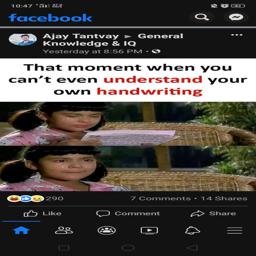 10:47
facebook
Ajay Tantvay ▸ General
Knowledge & IQ
Yesterday at 8:56 PM •
That moment when you
can't even understand your
own handwriting
290
7 Comments • 14 Shares
Like Comment Share